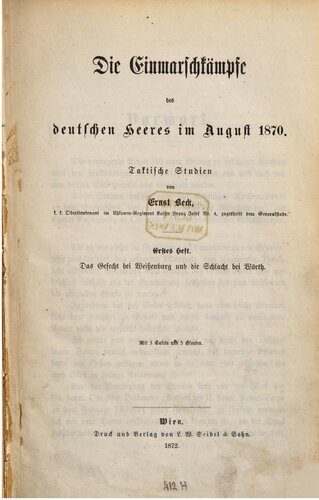 Die Einmarschkämpfe
des
deutschen Heeres im August 1870.
Taktische Studien
von
Ernst Beck,
k. k. Oberlieutenant im Uhlanen-Regiment Kaiser Franz Josef Nr. 4, zugetheilt dem Generalstabe.
Erstes Heft.
Das Gefecht bei Weißenburg und die Schlacht bei Wörth.
Mit 3 Tafeln und
Wien.
Druck und Verlag von L. W. Seidel & Sohn.
1872.
412 H